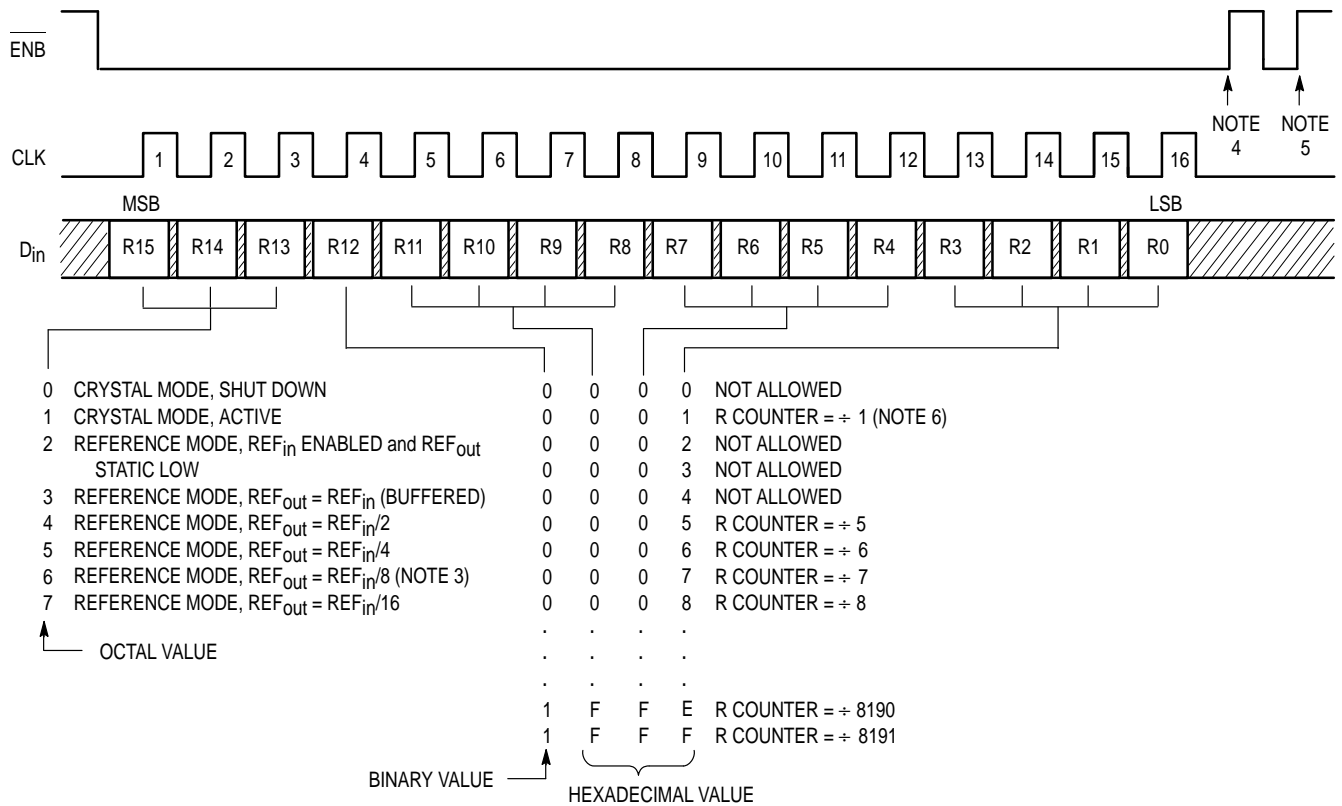 ENB
NOTE 4
NOTE 5
CLK
1 2 3 4 5 6 7 8 9 10 11 12 13 14 15 16
MSB
LSB
Din
R15 R14 R13 R12 R11 R10 R9 R8 R7 R6 R5 R4 R3 R2 R1 R0
0 CRYSTAL MODE, SHUT DOWN
1 CRYSTAL MODE, ACTIVE
2 REFERENCE MODE, REFin ENABLED and REFout
STATIC LOW
3 REFERENCE MODE, REFout = REFin (BUFFERED)
4 REFERENCE MODE, REFout = REFin/2
5 REFERENCE MODE, REFout = REFin/4
6 REFERENCE MODE, REFout = REFin/8 (NOTE 3)
7 REFERENCE MODE, REFout = REFin/16
OCTAL VALUE
0 0 0 0 NOT ALLOWED
0 0 0 1 R COUNTER = ÷ 1 (NOTE 6)
0 0 0 2 NOT ALLOWED
0 0 0 3 NOT ALLOWED
0 0 0 4 NOT ALLOWED
0 0 0 5 R COUNTER = ÷ 5
0 0 0 6 R COUNTER = ÷ 6
0 0 0 7 R COUNTER = ÷ 7
0 0 0 8 R COUNTER = ÷ 8
. . . .
. . . .
. . . .
1 F F E R COUNTER = ÷ 8190
1 F F F R COUNTER = ÷ 8191
BINARY VALUE
HEXADECIMAL VALUE